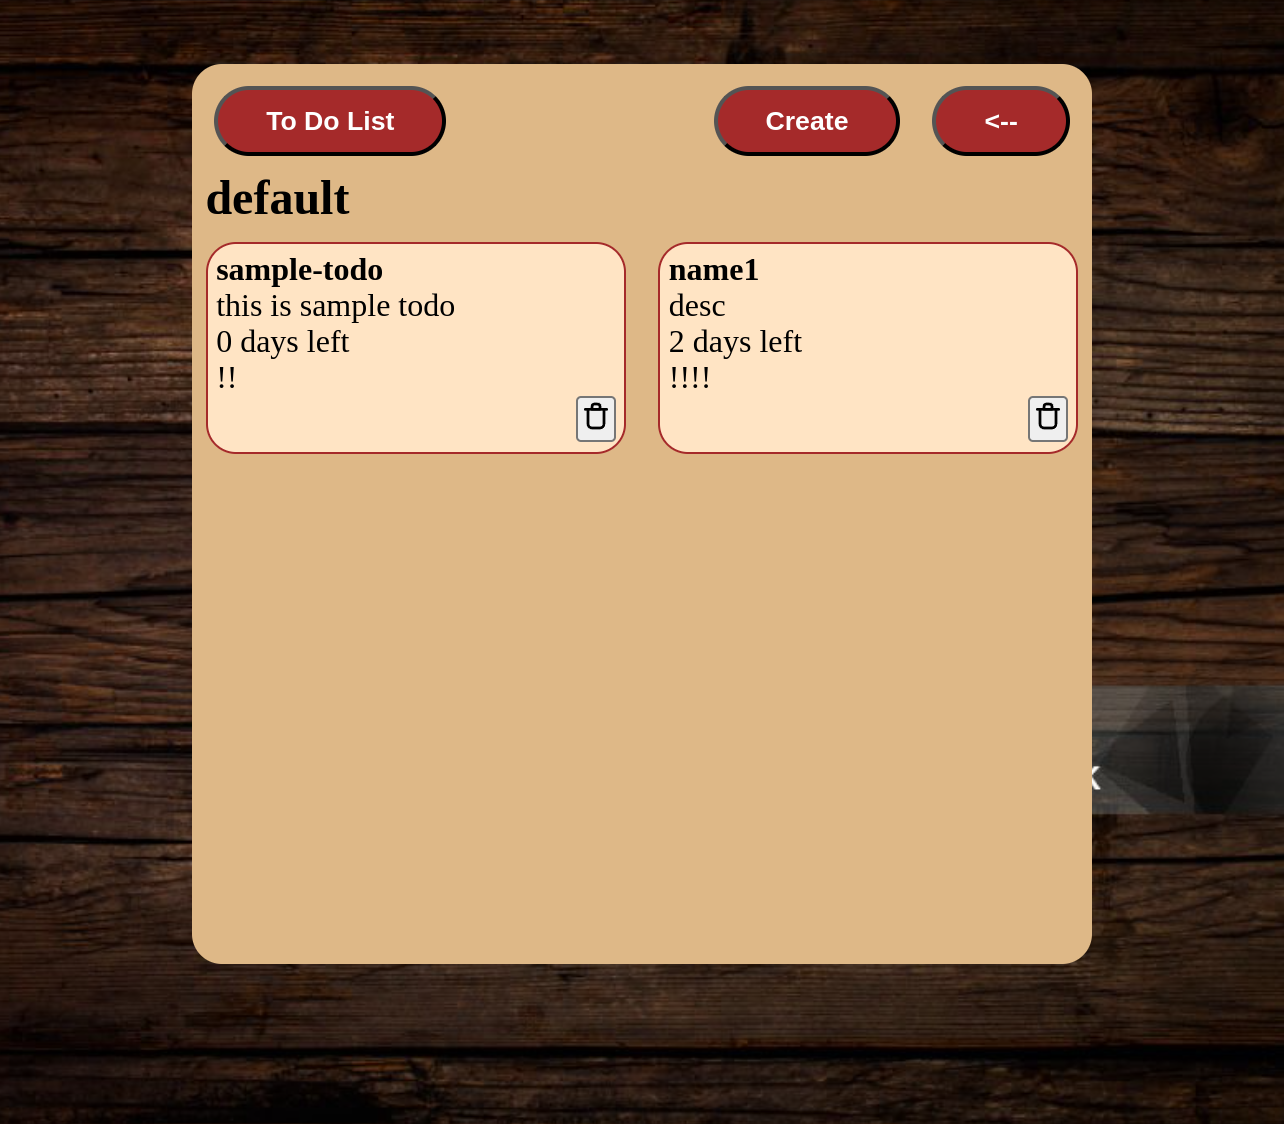 To Do List
Create
<--
default
sample-todo
this is sample todo
0 days left
!!
name1
desc
2 days left
!!!!